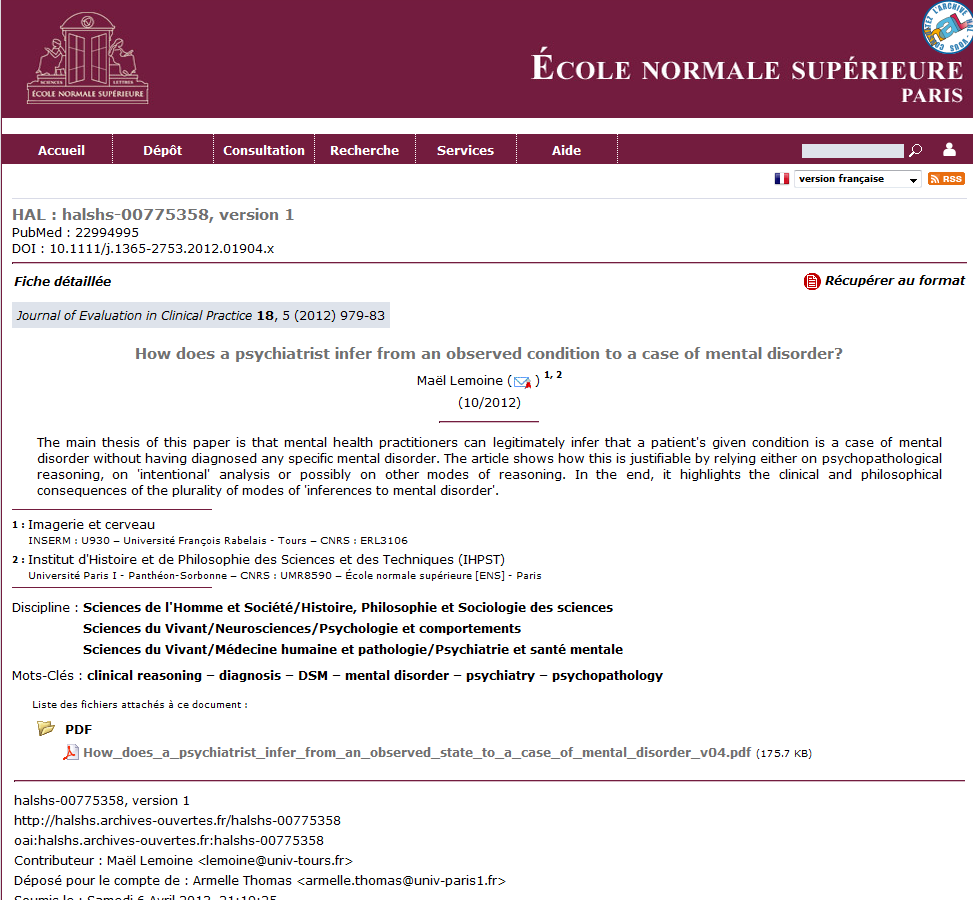 SCIENCES LETTRES
ÉCOLE NORMALE SUPÉRIEURE
ÉCOLE NORMALE SUPÉRIEURE
PARIS
Accueil Dépôt Consultation Recherche Services Aide
version française RSS
HAL : halshs-00775358, version 1
PubMed : 22994995
DOI : 10.1111/j.1365-2753.2012.01904.x
Fiche détaillée Récupérer au format
Journal of Evaluation in Clinical Practice 18, 5 (2012) 979-83
How does a psychiatrist infer from an observed condition to a case of mental disorder?
Maël Lemoine ( ) 1, 2
(10/2012)
The main thesis of this paper is that mental health practitioners can legitimately infer that a patient's given condition is a case of mental
disorder without having diagnosed any specific mental disorder. The article shows how this is justifiable by relying either on psychopathological
reasoning, on 'intentional' analysis or possibly on other modes of reasoning. In the end, it highlights the clinical and philosophical
consequences of the plurality of modes of 'inferences to mental disorder'.
1 : Imagerie et cerveau
INSERM : U930 – Université François Rabelais - Tours – CNRS : ERL3106
2 : Institut d'Histoire et de Philosophie des Sciences et des Techniques (IHPST)
Université Paris I - Panthéon-Sorbonne – CNRS : UMR8590 – École normale supérieure [ENS] - Paris
Discipline : Sciences de l'Homme et Société/Histoire, Philosophie et Sociologie des sciences
Sciences du Vivant/Neurosciences/Psychologie et comportements
Sciences du Vivant/Médecine humaine et pathologie/Psychiatrie et santé mentale
Mots-Clés : clinical reasoning – diagnosis – DSM – mental disorder – psychiatry – psychopathology
Liste des fichiers attachés à ce document :
PDF
How_does_a_psychiatrist_infer_from_an_observed_state_to_a_case_of_mental_disorder_v04.pdf (175.7 KB)
halshs-00775358, version 1
http://halshs.archives-ouvertes.fr/halshs-00775358
oai:halshs.archives-ouvertes.fr:halshs-00775358
Contributeur : Maël Lemoine <lemoine@univ-tours.fr>
Déposé pour le compte de : Armelle Thomas <armelle.thomas@univ-paris1.fr>
Soumis le : Samedi 6 Avril 2013, 21:10:25